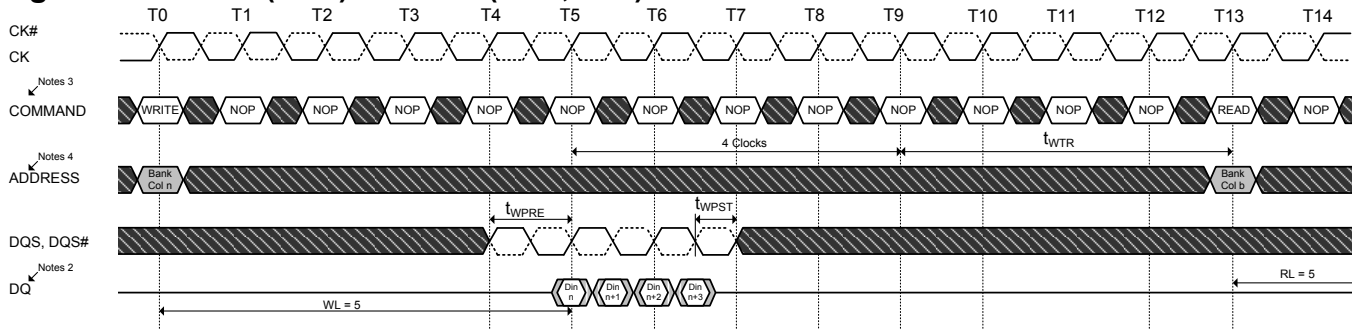 T0 T1 T2 T3 T4 T5 T6 T7 T8 T9 T10 T11 T12 T13 T14
CK#
CK
Notes 3
COMMAND WRITE NOP NOP NOP NOP NOP NOP NOP NOP NOP NOP NOP NOP READ NOP
4 Clocks tWTR
Notes 4
ADDRESS Bank Col n Bank Col b
tWPRE tWPST
DQS, DQS#
Notes 2
DQ Din n Din n+1 Din n+2 Din n+3
WL = 5 RL = 5